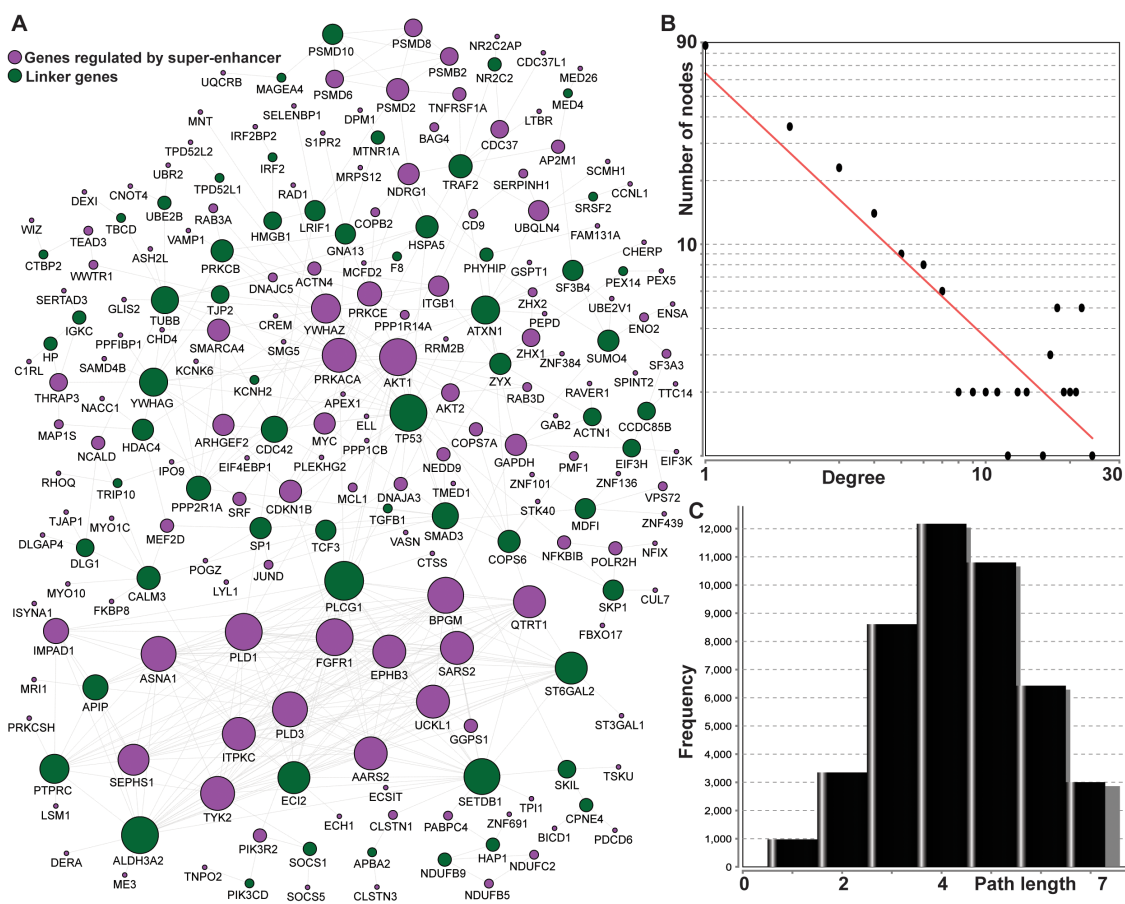 A
Genes regulated by super-enhancer
Linker genes
PSMD10
PSMD8
NR2C2AP
CDC37L1
PSMB2
NR2C2
MED26
UQCRB
MAGEA4
PSMD6
PSMD2
TNFRSF1A
MED4
SELENBP1
DPM1
LTBR
MNT
IRF2BP2
S1PR2
MTNR1A
BAG4
CDC37
AP2M1
TPD52L2
IRF2
MRPS12
NDRG1
TRAF2
SERPINH1
SCMH1
UBR2
TPD52L1
RAD1
CCNL1
DEXI
CNOT4
UBE2B
RAB3A
HMGB1
LRIF1
COPB2
CD9
UBQLN4
SRSF2
WIZ
TBCD
GNA13
HSPA5
FAM131A
TEAD3
VAMP1
CHERP
CTBP2
ASH2L
PRKCB
F8
PHYHIP
GSPT1
SF3B4
PEX14
PEX5
WWTR1
DNAJC5
ACTN4
MCFD2
SERTAD3
GLIS2
TUBB
TJP2
YWHAZ
PRKCE
ITGB1
ATXN1
ZHX2
UBE2V1
ENSA
IGKC
PPFIBP1
CHD4
CREM
PPP1R14A
PEPD
ENO2
HP
SMARCA4
SMG5
RRM2B
ZHX1
SUMO4
C1RL
SAMD4B
KCNK6
PRKACA
AKT1
ZYX
ZNF384
SF3A3
THRAP3
YWHAG
KCNH2
SPINT2
NACC1
APEX1
AKT2
RAB3D
RAVER1
TTC14
MAP1S
HDAC4
ARHGEF2
CDC42
MYC
ELL
TP53
GAB2
ACTN1
CCDC85B
NCALD
PPP1CB
COPS7A
GAPDH
IPO9
EIF4EBP1
PLEKHG2
NEDD9
PMF1
EIF3H
EIF3K
RHOQ
TRIP10
PPP2R1A
SRF
CDKN1B
MCL1
DNAJA3
TMED1
ZNF101
ZNF136
VPS72
TJAP1
MYO1C
TGFB1
STK40
MDFI
ZNF439
DLGAP4
MEF2D
SP1
TCF3
VASN
SMAD3
COPS6
NFKBIB
POLR2H
NFIX
DLG1
POGZ
JUND
CTSS
MYO10
CALM3
LYL1
PLCG1
SKP1
CUL7
ISYNA1
FKBP8
BPGM
QTRT1
FBXO17
IMPAD1
ASNA1
PLD1
FGFR1
EPHB3
SARS2
ST6GAL2
MRI1
APIP
PRKCSH
PLD3
UCKL1
GGPS1
ST3GAL1
ITPKC
PTPRC
SEPHS1
AARS2
SKIL
TSKU
ECI2
ECSIT
SETDB1
LSM1
TYK2
TPI1
CPNE4
ECH1
CLSTN1
PABPC4
ZNF691
BICD1
PDCD6
ALDH3A2
PIK3R2
DERA
SOCS1
APBA2
HAP1
NDUFC2
ME3
TNPO2
NDUFB9
PIK3CD
SOCS5
CLSTN3
NDUFB5
B
90
10
1
Number of nodes
1
Degree
10
30
C
12,000
11,000
10,000
9,000
8,000
7,000
6,000
5,000
4,000
3,000
2,000
1,000
0
Frequency
0
2
4
Path length
7